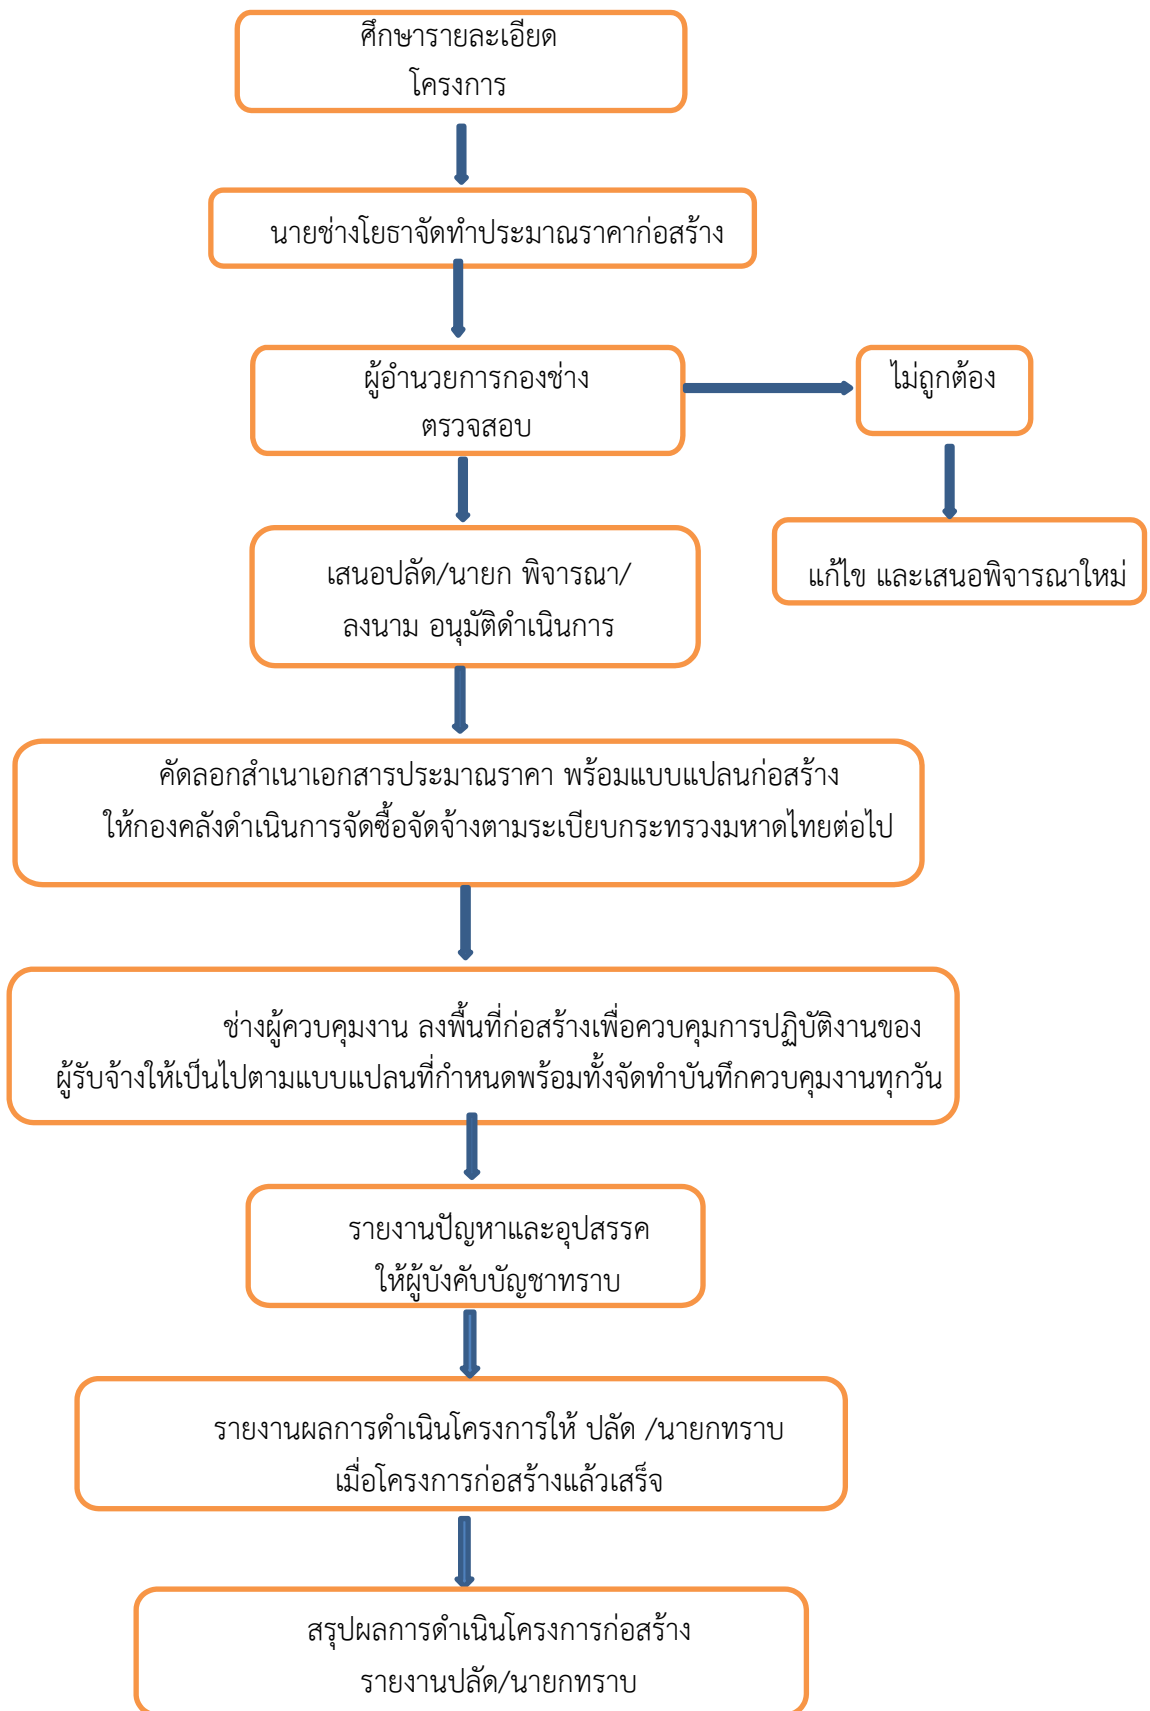 ศึกษารายละเอียด
โครงการ
นายช่างโยธาจัดทำประมาณราคาก่อสร้าง
ผู้อำนวยการกองช่าง
ตรวจสอบ
ไม่ถูกต้อง
แก้ไข และเสนอพิจารณาใหม่
เสนอปลัด/นายก พิจารณา/
ลงนาม อนุมัติดำเนินการ
คัดลอกสำเนาเอกสารประมาณราคา พร้อมแบบแปลนก่อสร้าง
ให้กองคลังดำเนินการจัดซื้อจัดจ้างตามระเบียบกระทรวงมหาดไทยต่อไป
ช่างผู้ควบคุมงาน ลงพื้นที่ก่อสร้างเพื่อควบคุมการปฏิบัติงานของ
ผู้รับจ้างให้เป็นไปตามแบบแปลนที่กำหนดพร้อมทั้งจัดทำบันทึกควบคุมงานทุกวัน
รายงานปัญหาและอุปสรรค
ให้ผู้บังคับบัญชาทราบ
รายงานผลการดำเนินโครงการให้ ปลัด /นายกทราบ
เมื่อโครงการก่อสร้างแล้วเสร็จ
สรุปผลการดำเนินโครงการก่อสร้าง
รายงานปลัด/นายกทราบ